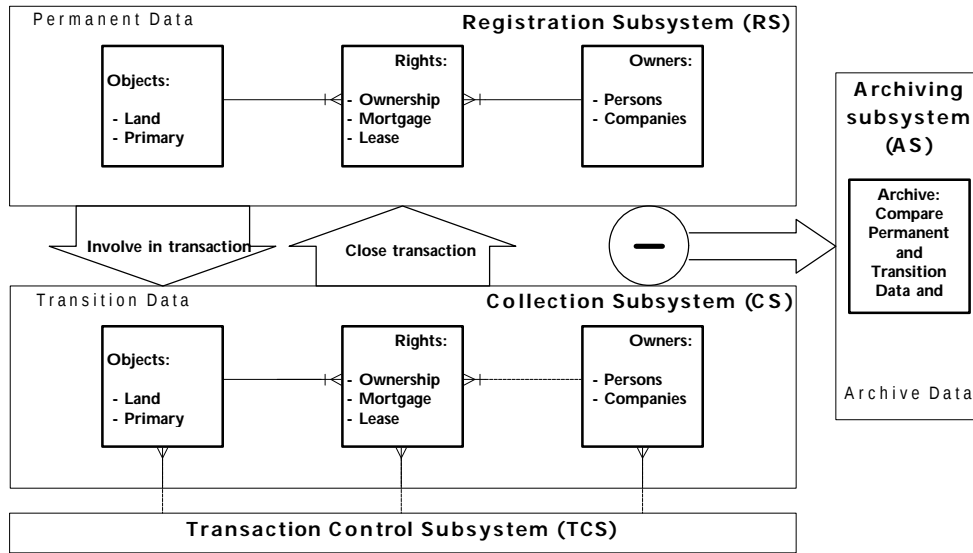 Permanent Data
Registration Subsystem (RS)
Objects:
- Land
- Primary
Rights:
- Ownership
- Mortgage
- Lease
Owners:
- Persons
- Companies
Archiving
subsystem
(AS)
Archive:
Compare
Permanent
and
Transition
Data and
Archive Data
Involve in transaction
Close transaction
Transition Data
Collection Subsystem (CS)
Objects:
- Land
- Primary
Rights:
- Ownership
- Mortgage
- Lease
Owners:
- Persons
- Companies
Transaction Control Subsystem (TCS)